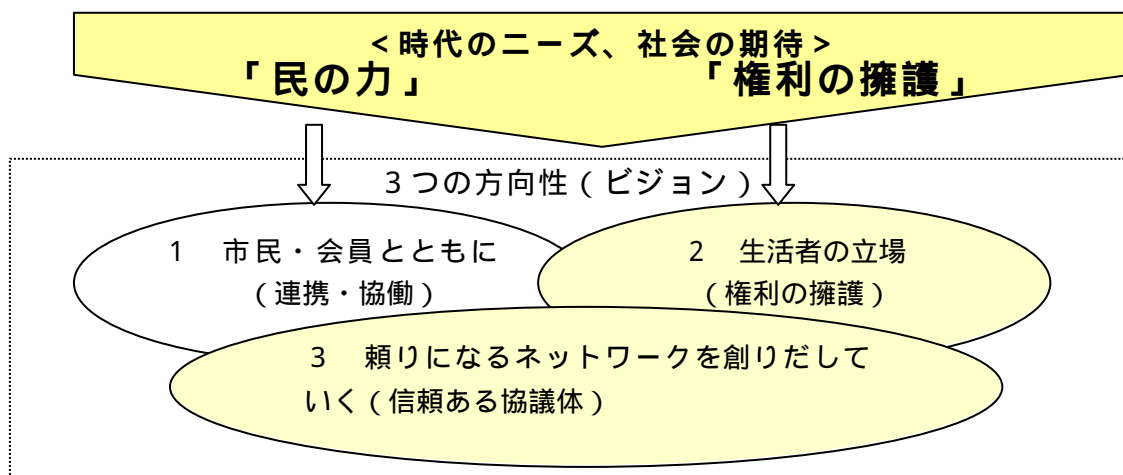 <時代のニーズ、社会の期待>
「民の力」 「権利の擁護」
3つの方向性(ビジョン)
1 市民・会員とともに
(連携・協働)
2 生活者の立場
(権利の擁護)
3 頼りになるネットワークを創りだして
いく(信頼ある協議体)